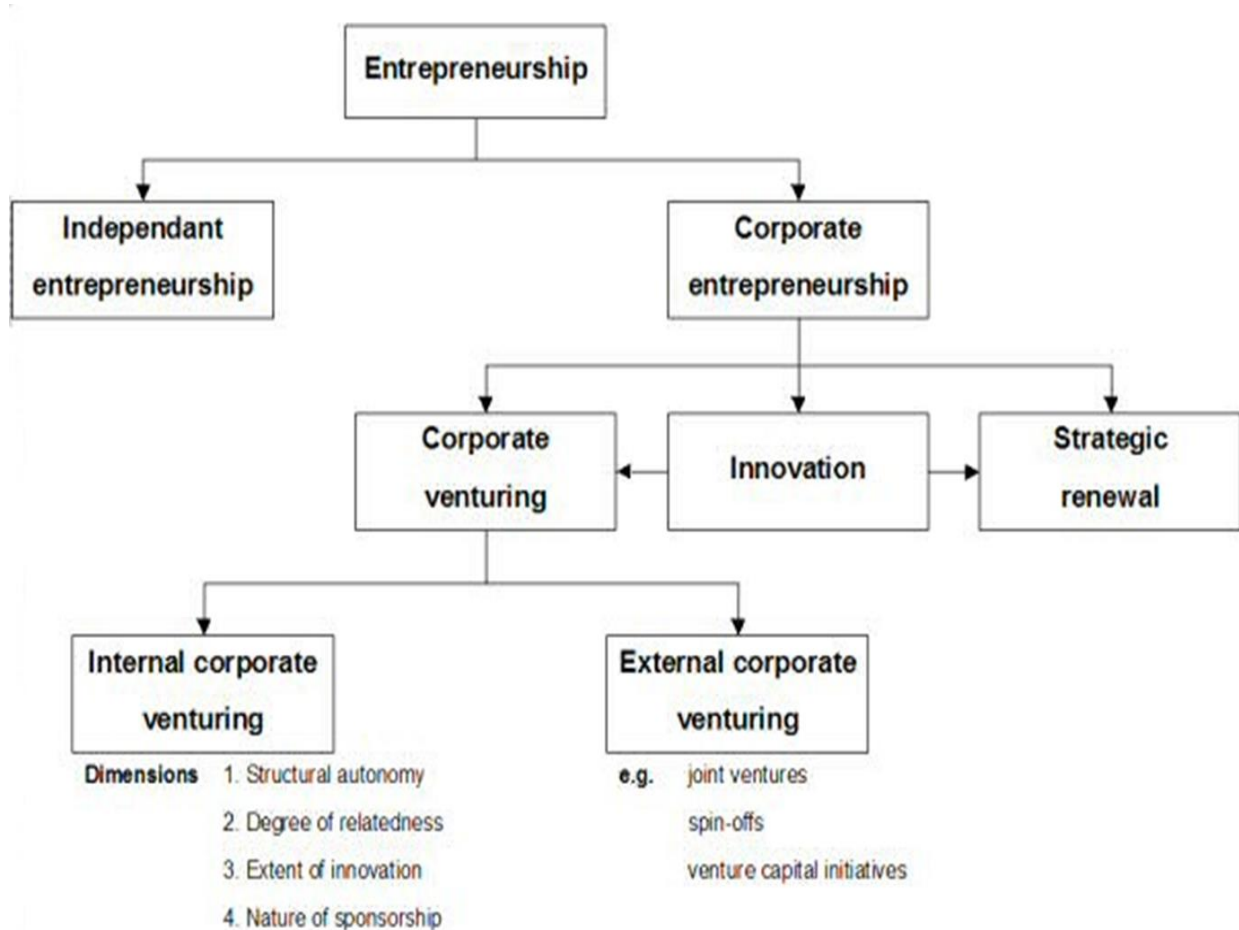 Entrepreneurship
Independant
entrepreneurship
Corporate
entrepreneurship
Corporate
venturing
Innovation
Strategic
renewal
Internal corporate
venturing
External corporate
venturing
Dimensions 1. Structural autonomy
2. Degree of relatedness
3. Extent of innovation
4. Nature of sponsorship
e.g. joint ventures
spin-offs
venture capital initiatives